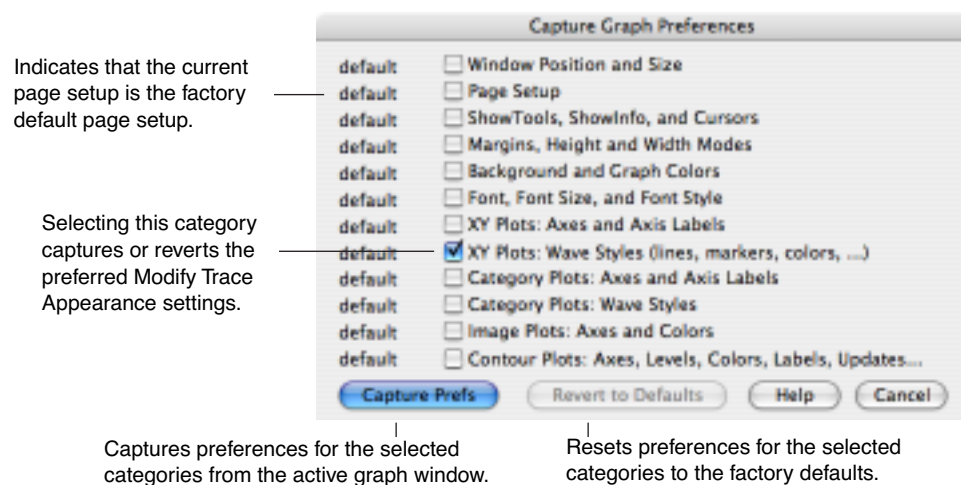 Capture Graph Preferences
Indicates that the current
page setup is the factory
default page setup.
default Window Position and Size
default Page Setup
default ShowTools, ShowInfo, and Cursors
default Margins, Height and Width Modes
default Background and Graph Colors
default Font, Font Size, and Font Style
default XY Plots: Axes and Axis Labels
Selecting this category
captures or reverts the
preferred Modify Trace
Appearance settings.
default XY Plots: Wave Styles (lines, markers, colors, ...)
default Category Plots: Axes and Axis Labels
default Category Plots: Wave Styles
default Image Plots: Axes and Colors
default Contour Plots: Axes, Levels, Colors, Labels, Updates...
Capture Prefs Revert to Defaults Help Cancel
Captures preferences for the selected
categories from the active graph window.
Resets preferences for the selected
categories to the factory defaults.